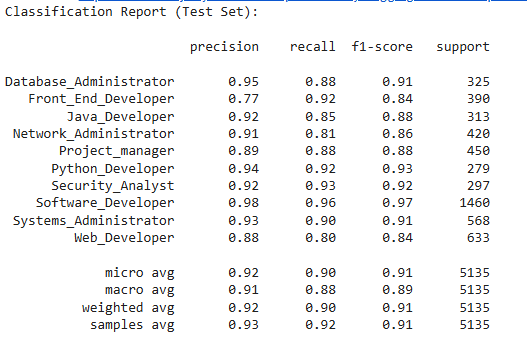 Classification Report (Test Set):
precision recall f1-score support
Database_Administrator 0.95 0.88 0.91 325
Front_End_Developer 0.77 0.92 0.84 390
Java_Developer 0.92 0.85 0.88 313
Network_Administrator 0.91 0.81 0.86 420
Project_manager 0.89 0.88 0.88 450
Python_Developer 0.94 0.92 0.93 279
Security_Analyst 0.92 0.93 0.92 297
Software_Developer 0.98 0.96 0.97 1460
Systems_Administrator 0.93 0.90 0.91 568
Web_Developer 0.88 0.80 0.84 633
micro avg 0.92 0.90 0.91 5135
macro avg 0.91 0.88 0.89 5135
weighted avg 0.92 0.90 0.91 5135
samples avg 0.93 0.92 0.91 5135